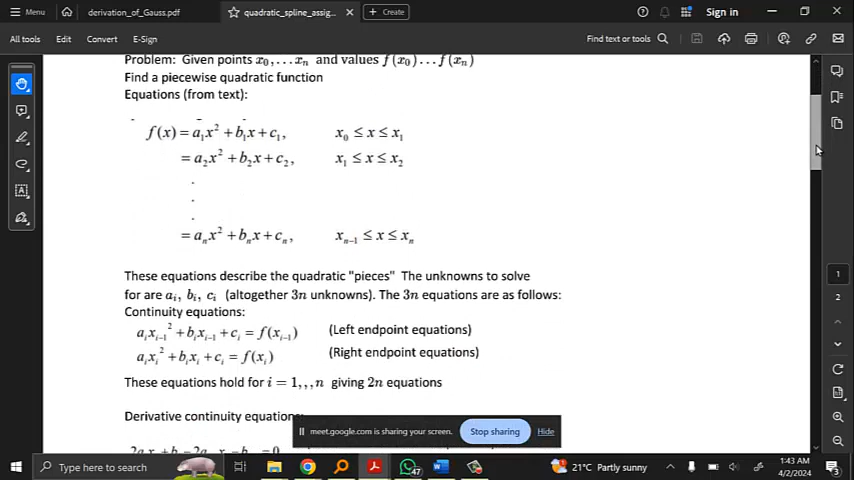 Menu
derivation_of_Gauss.pdf
quadratic_spline_assig...
+ Create
Sign in
All tools
Edit
Convert
E-Sign
Find text or tools
Problem: Given points x₀, . . . xₙ and values f(x₀) . . . f(xₙ)
Find a piecewise quadratic function
Equations (from text):
f(x) = a₁x² + b₁x + c₁, x₀ ≤ x ≤ x₁
= a₂x² + b₂x + c₂, x₁ ≤ x ≤ x₂
.
.
.
= aₙx² + bₙx + cₙ, xₙ₋₁ ≤ x ≤ xₙ
These equations describe the quadratic "pieces" The unknowns to solve
for are aᵢ, bᵢ, cᵢ (altogether 3n unknowns). The 3n equations are as follows:
Continuity equations:
aᵢxᵢ₋₁² + bᵢxᵢ₋₁ + cᵢ = f(xᵢ₋₁) (Left endpoint equations)
aᵢxᵢ² + bᵢxᵢ + cᵢ = f(xᵢ) (Right endpoint equations)
These equations hold for i = 1,,,n giving 2n equations
Derivative continuity equations:
1
2
meet.google.com is sharing your screen.
Stop sharing
Hide
Type here to search
47
21°C Partly sunny
1:43 AM
4/2/2024
3